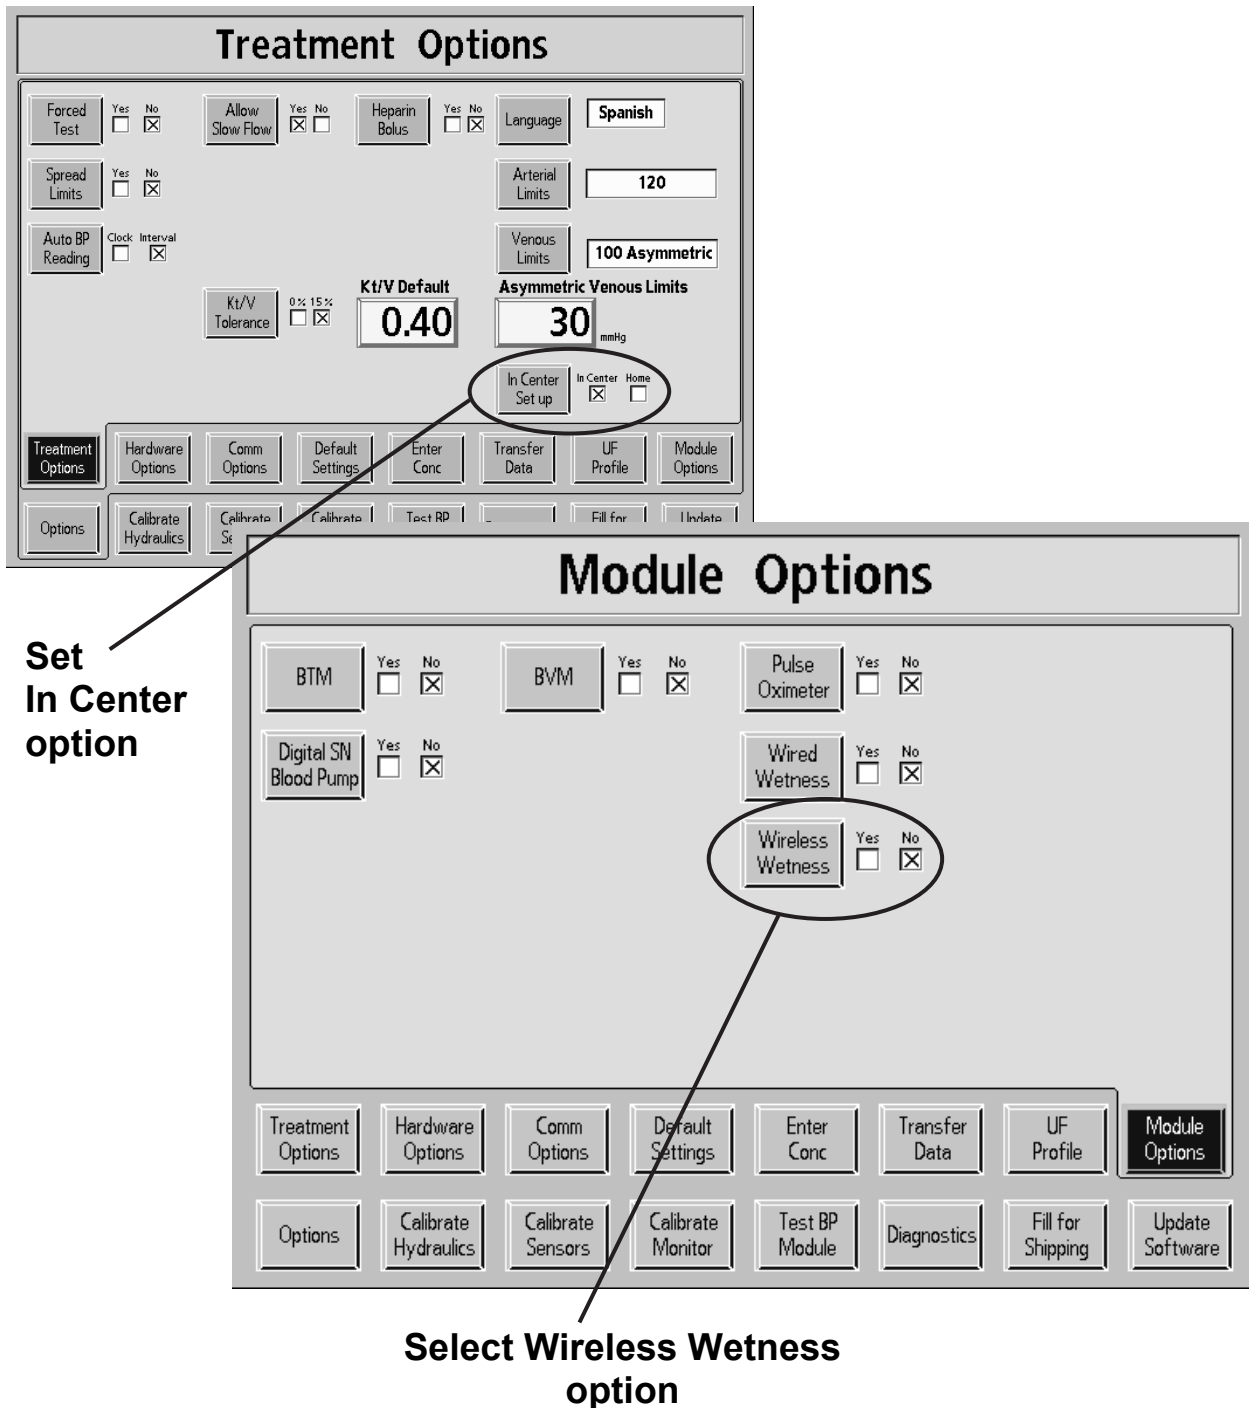 Treatment Options
Forced Test Yes No
Allow Slow Flow Yes No
Heparin Bolus Yes No
Language Spanish
Spread Limits Yes No
Arterial Limits 120
Auto BP Reading Clock Interval
Venous Limits 100 Asymmetric
Kt/V Tolerance 0% 15%
Kt/V Default
0.40
Asymmetric Venous Limits
30 mmHg
In Center Set up In Center Home
Treatment Options
Hardware Options
Comm Options
Default Settings
Enter Conc
Transfer Data
UF Profile
Module Options
Options
Calibrate Hydraulics
Calibrate
Calibrate
Test BP
Fill for
Update
Set
In Center
option
Module Options
BTM Yes No
BVM Yes No
Pulse Oximeter Yes No
Digital SN Blood Pump Yes No
Wired Wetness Yes No
Wireless Wetness Yes No
Treatment Options
Hardware Options
Comm Options
Default Settings
Enter Conc
Transfer Data
UF Profile
Module Options
Options
Calibrate Hydraulics
Calibrate Sensors
Calibrate Monitor
Test BP Module
Diagnostics
Fill for Shipping
Update Software
Select Wireless Wetness
option